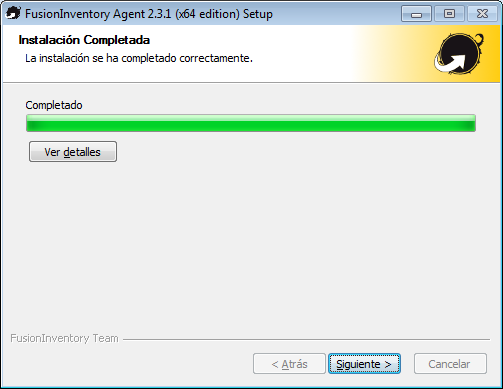 FusionInventory Agent 2.3.1 (x64 edition) Setup
Instalación Completada
La instalación se ha completado correctamente.
Completado
Ver detalles
FusionInventory Team
< Atrás
Siguiente >
Cancelar